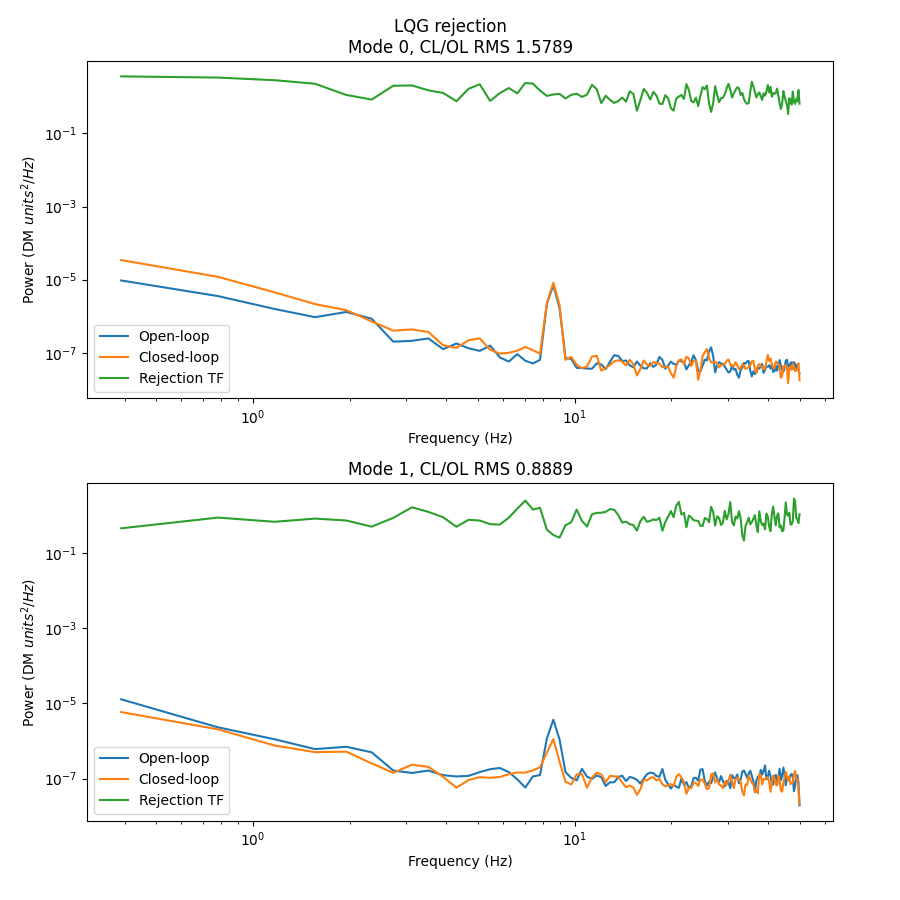 LQG rejection
Mode 0, CL/OL RMS 1.5789
Power (DM units²/Hz)
10⁻¹
10⁻³
10⁻⁵
10⁻⁷
Open-loop
Closed-loop
Rejection TF
10⁰ 10¹
Frequency (Hz)
Mode 1, CL/OL RMS 0.8889
Power (DM units²/Hz)
10⁻¹
10⁻³
10⁻⁵
10⁻⁷
Open-loop
Closed-loop
Rejection TF
10⁰ 10¹
Frequency (Hz)